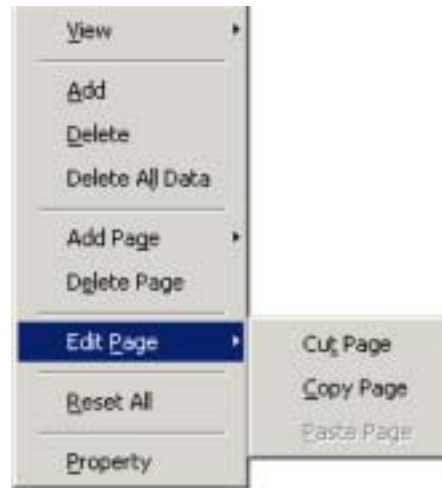 View
Add
Delete
Delete All Data
Add Page
Delete Page
Edit Page
Cut Page
Copy Page
Paste Page
Reset All
Property